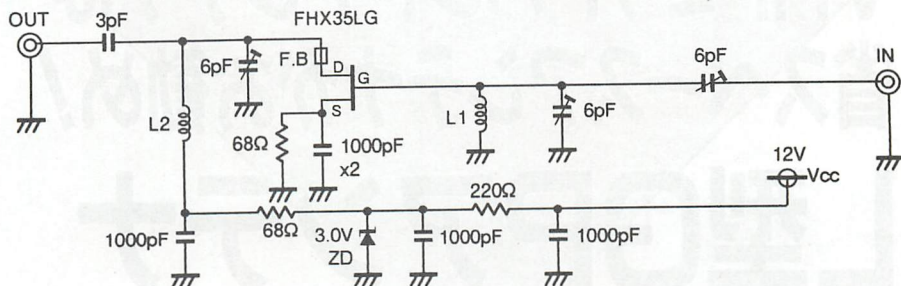 OUT
3pF
FHX35LG
6pF
F.B
D
G
S
L2
68Ω
1000pF
x2
L1
6pF
6pF
IN
12V
Vcc
220Ω
1000pF
68Ω
3.0V
ZD
1000pF
1000pF